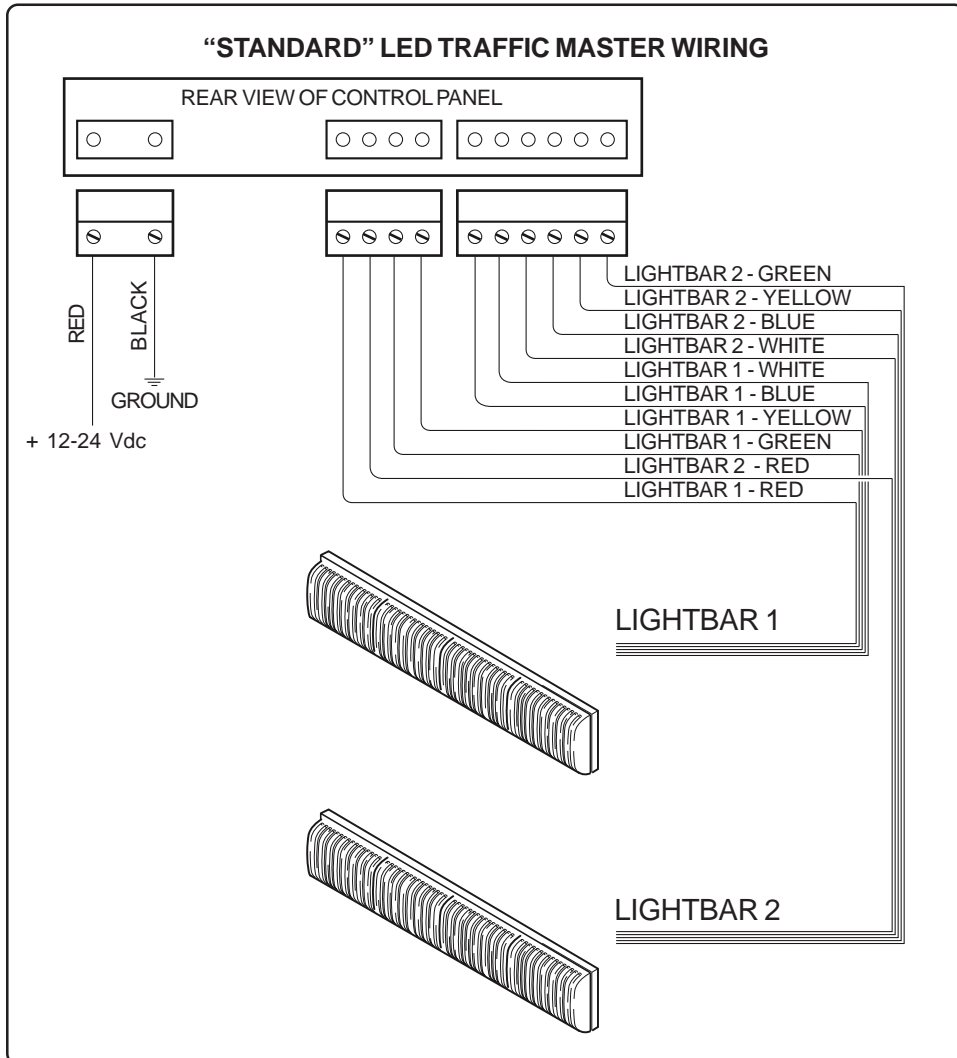 “STANDARD” LED TRAFFIC MASTER WIRING
REAR VIEW OF CONTROL PANEL
RED
BLACK
GROUND
+ 12-24 Vdc
LIGHTBAR 2 - GREEN
LIGHTBAR 2 - YELLOW
LIGHTBAR 2 - BLUE
LIGHTBAR 2 - WHITE
LIGHTBAR 1 - WHITE
LIGHTBAR 1 - BLUE
LIGHTBAR 1 - YELLOW
LIGHTBAR 1 - GREEN
LIGHTBAR 2 - RED
LIGHTBAR 1 - RED
LIGHTBAR 1
LIGHTBAR 2